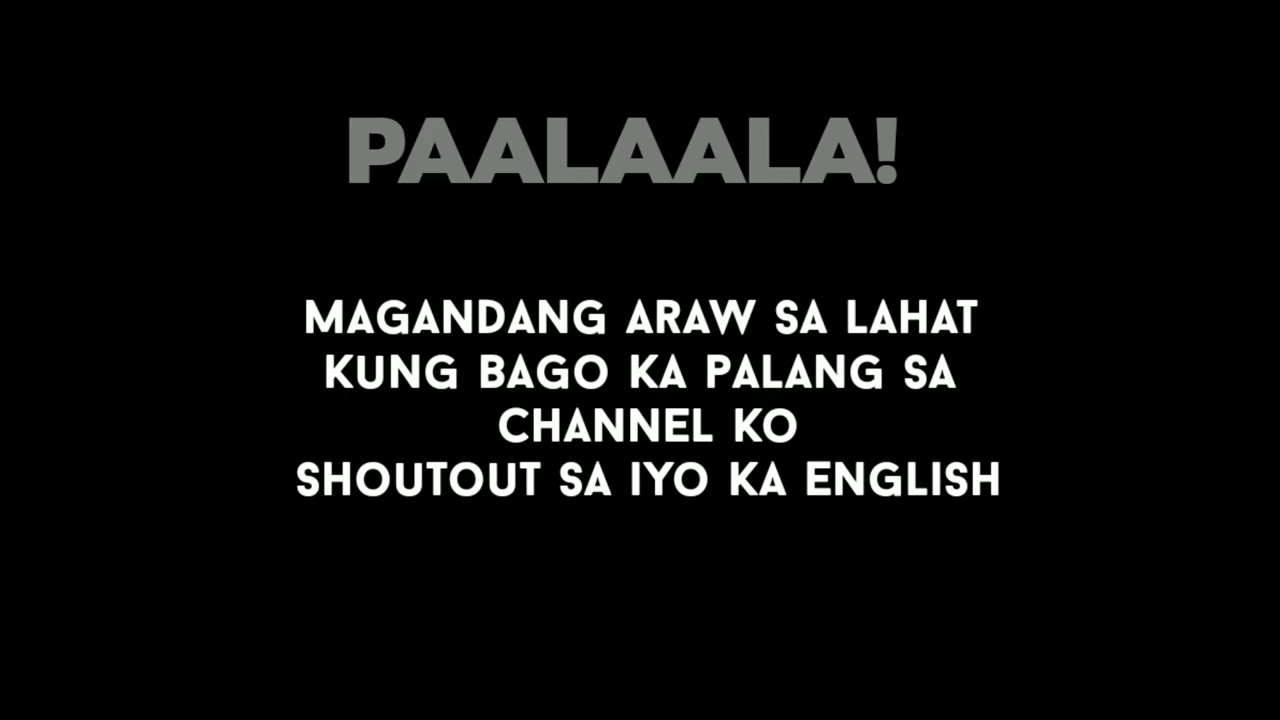 PAALAALA!
MAGANDANG ARAW SA LAHAT
KUNG BAGO KA PALANG SA
CHANNEL KO
SHOUTOUT SA IYO KA ENGLISH